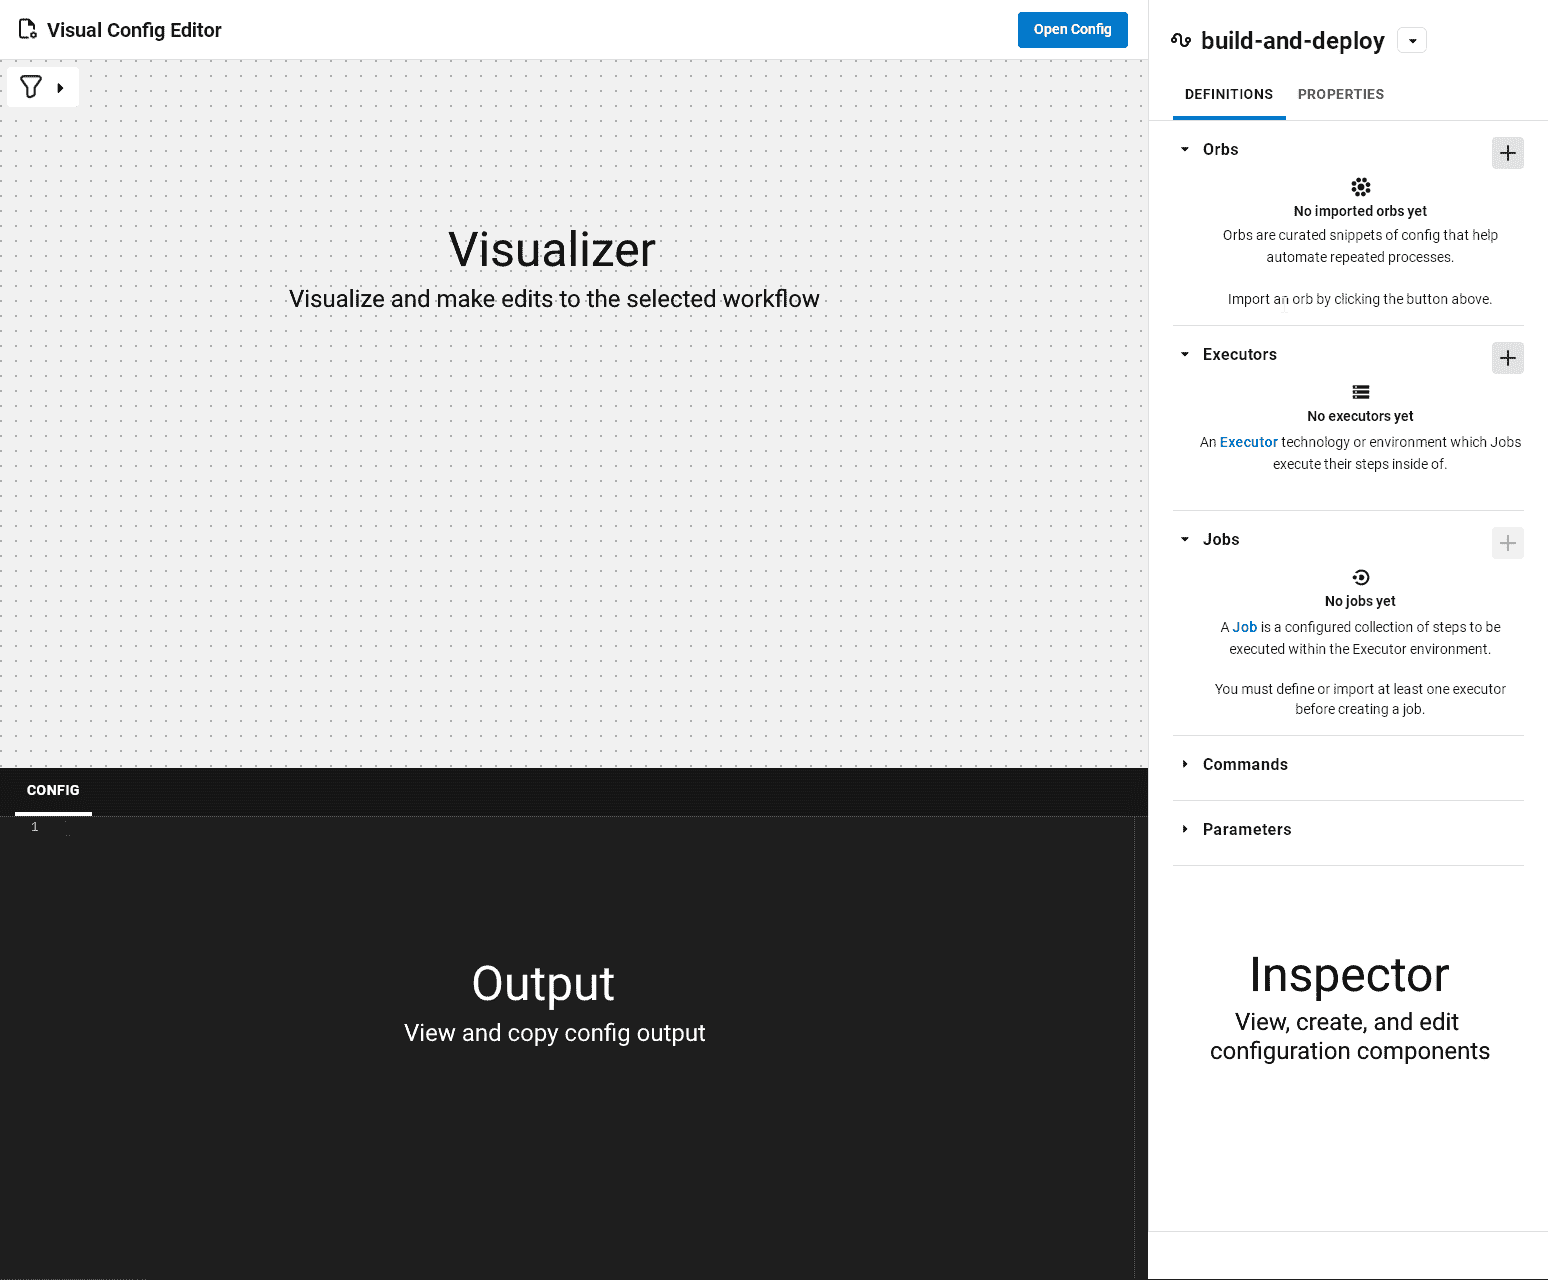 Visual Config Editor
Open Config
Visualizer
Visualize and make edits to the selected workflow
CONFIG
1
Output
View and copy config output
build-and-deploy
DEFINITIONS PROPERTIES
Orbs
No imported orbs yet
Orbs are curated snippets of config that help
automate repeated processes.
Import an orb by clicking the button above.
Executors
No executors yet
An Executor technology or environment which Jobs
execute their steps inside of.
Jobs
No jobs yet
A Job is a configured collection of steps to be
executed within the Executor environment.
You must define or import at least one executor
before creating a job.
Commands
Parameters
Inspector
View, create, and edit
configuration components